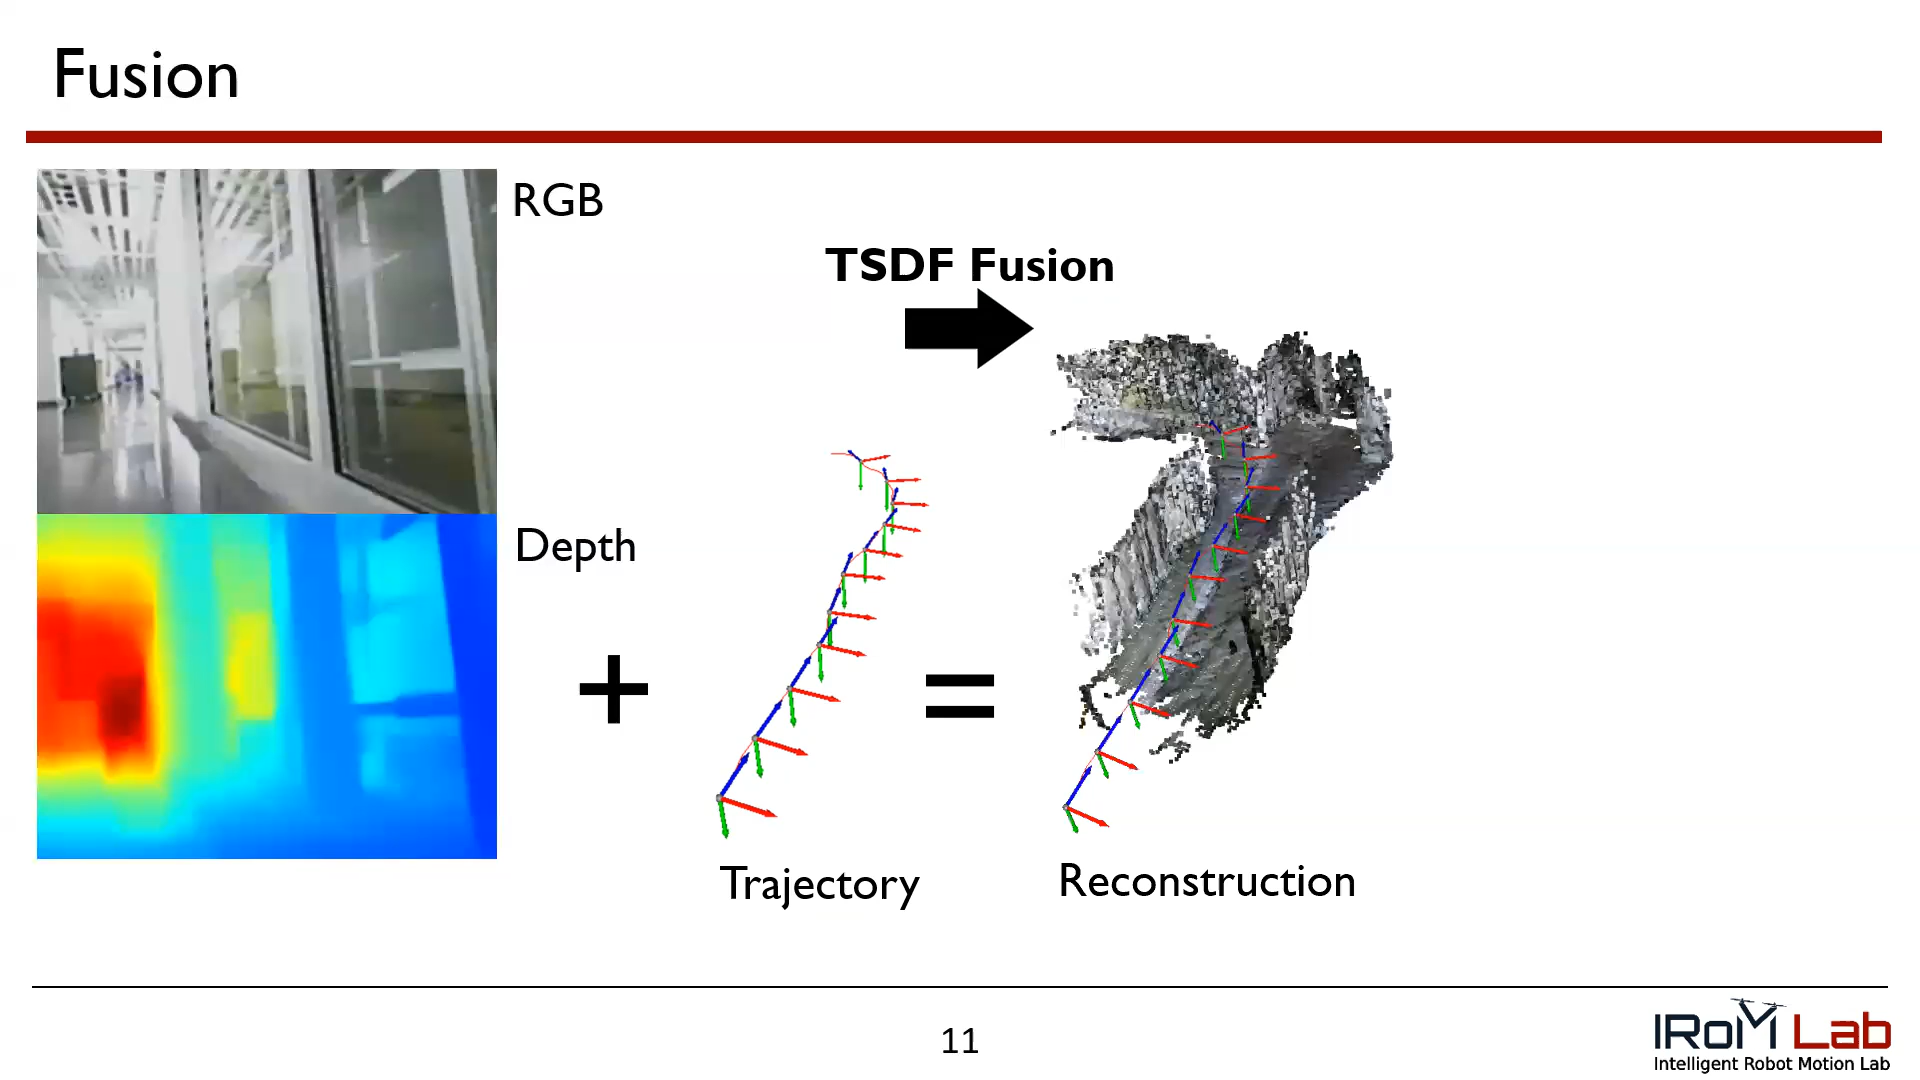 Fusion
RGB
TSDF Fusion
Depth
+
=
Trajectory
Reconstruction
11
IRoM Lab
Intelligent Robot Motion Lab